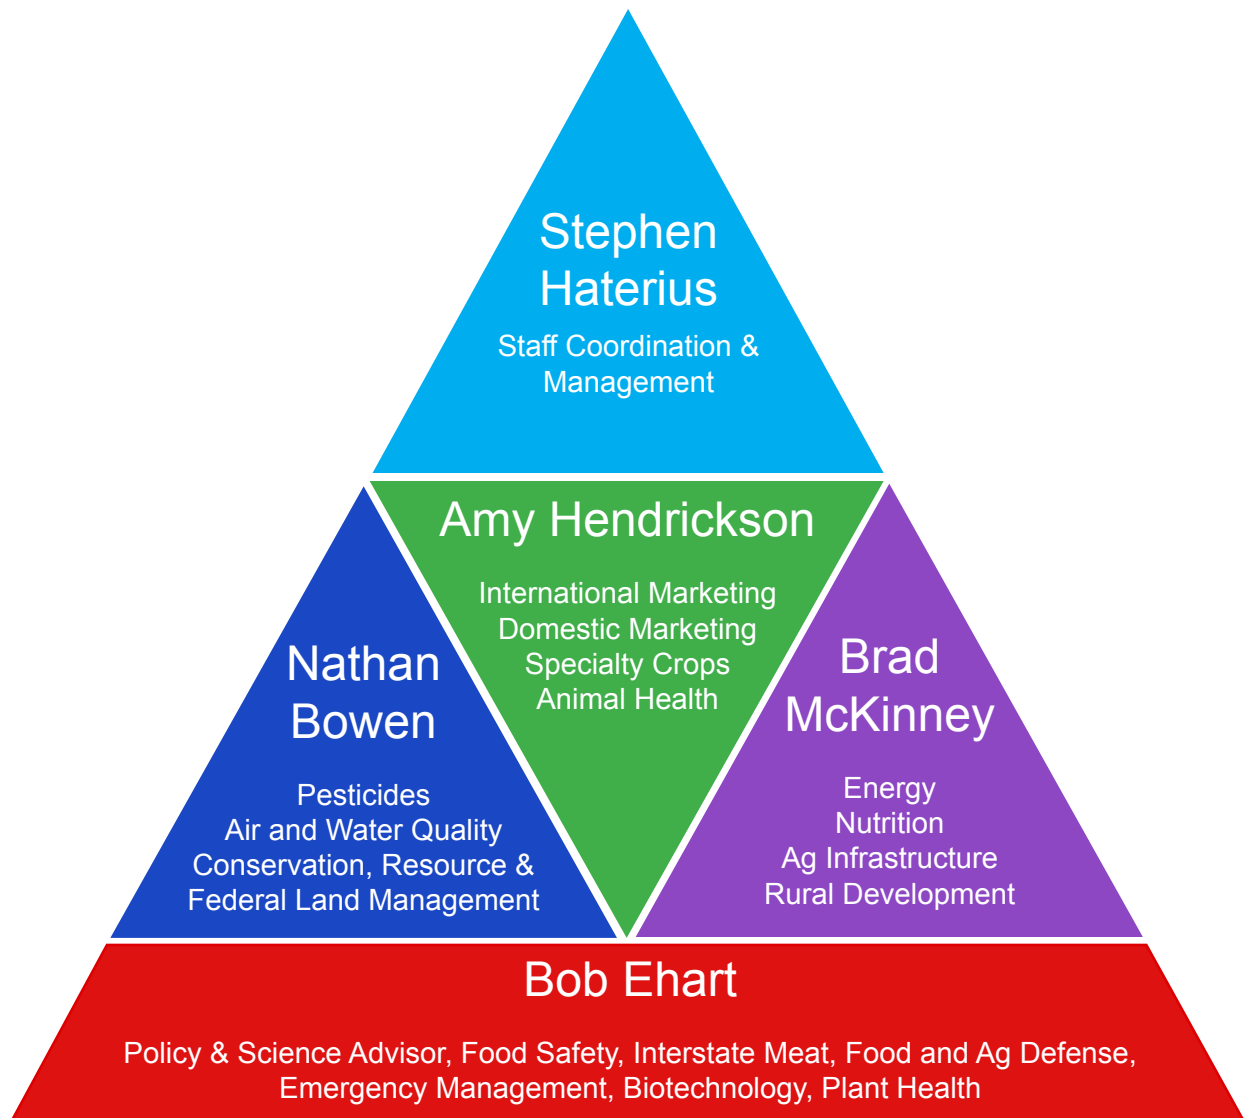 Stephen
Haterius
Staff Coordination &
Management
Amy Hendrickson
International Marketing
Domestic Marketing
Specialty Crops
Animal Health
Nathan
Bowen
Pesticides
Air and Water Quality
Conservation, Resource &
Federal Land Management
Brad
McKinney
Energy
Nutrition
Ag Infrastructure
Rural Development
Bob Ehart
Policy & Science Advisor, Food Safety, Interstate Meat, Food and Ag Defense,
Emergency Management, Biotechnology, Plant Health